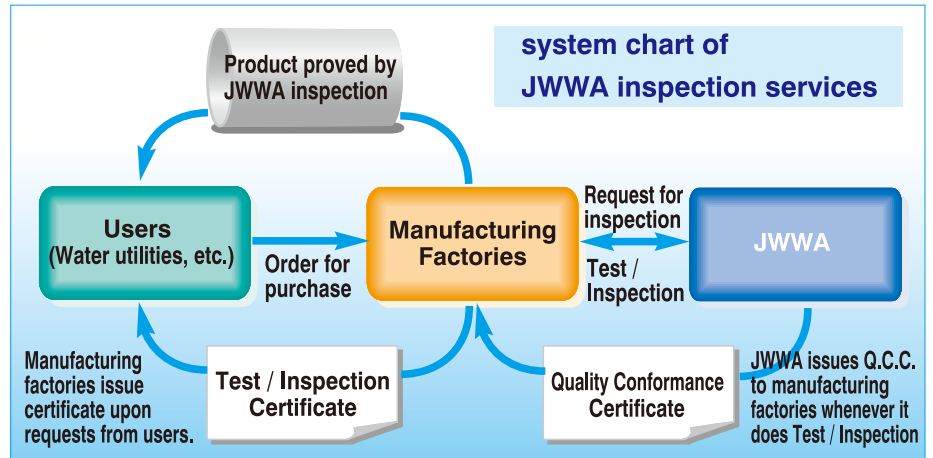 system chart of
JWWA inspection services
Product proved by
JWWA inspection
Users
(Water utilities, etc.)
Order for
purchase
Manufacturing
Factories
Request for
inspection
Test /
Inspection
JWWA
Manufacturing
factories issue
certificate upon
requests from users.
Test / Inspection
Certificate
Quality Conformance
Certificate
JWWA issues Q.C.C.
to manufacturing
factories whenever it
does Test / Inspection